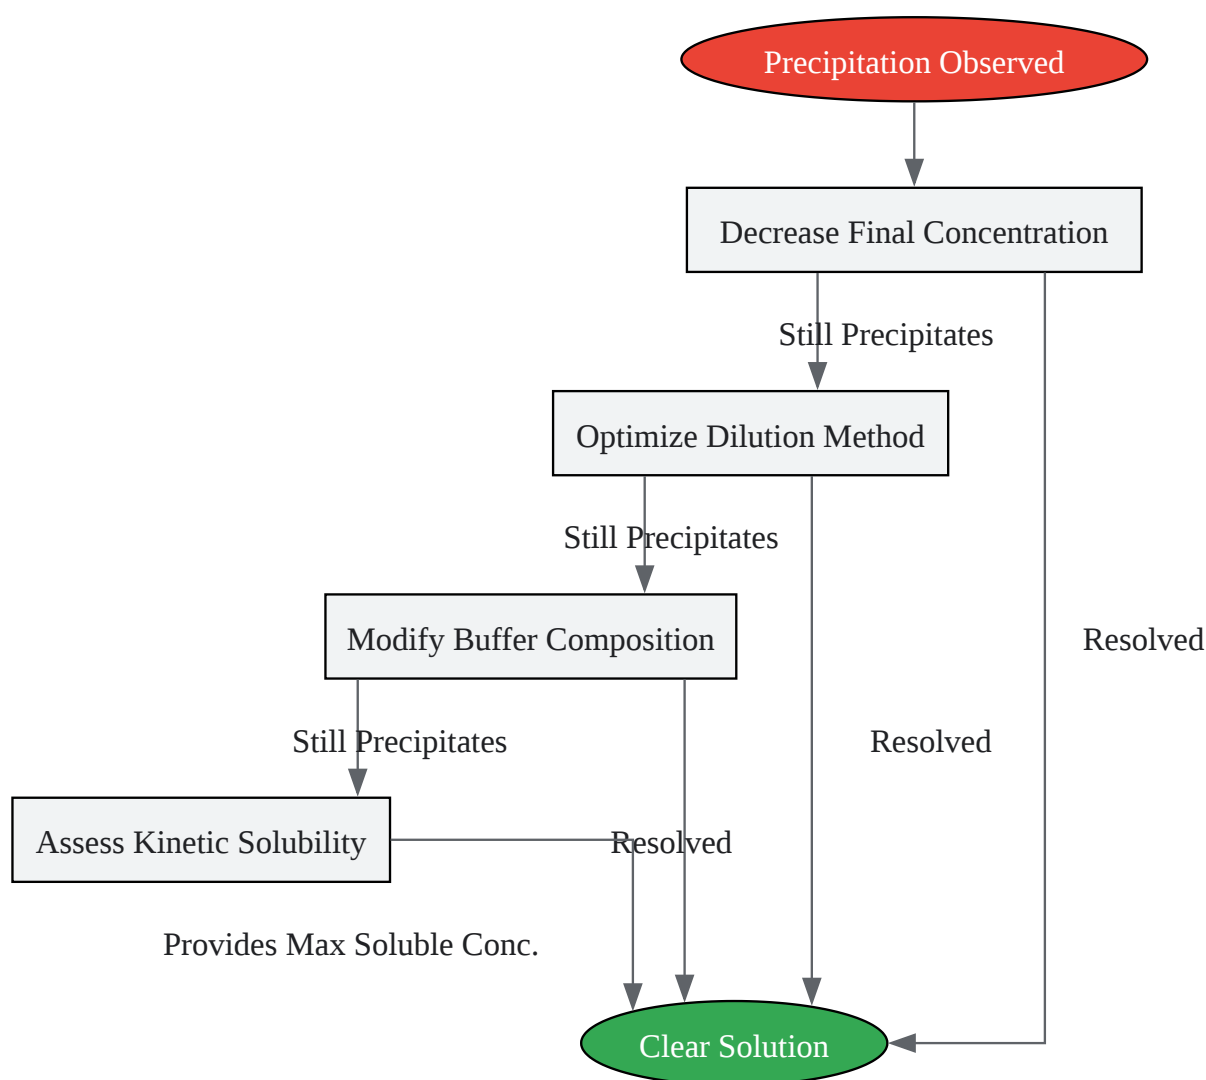 Precipitation Observed
Decrease Final Concentration
Still Precipitates
Optimize Dilution Method
Still Precipitates
Modify Buffer Composition
Resolved
Still Precipitates
Resolved
Assess Kinetic Solubility
Resolved
Provides Max Soluble Conc.
Clear Solution